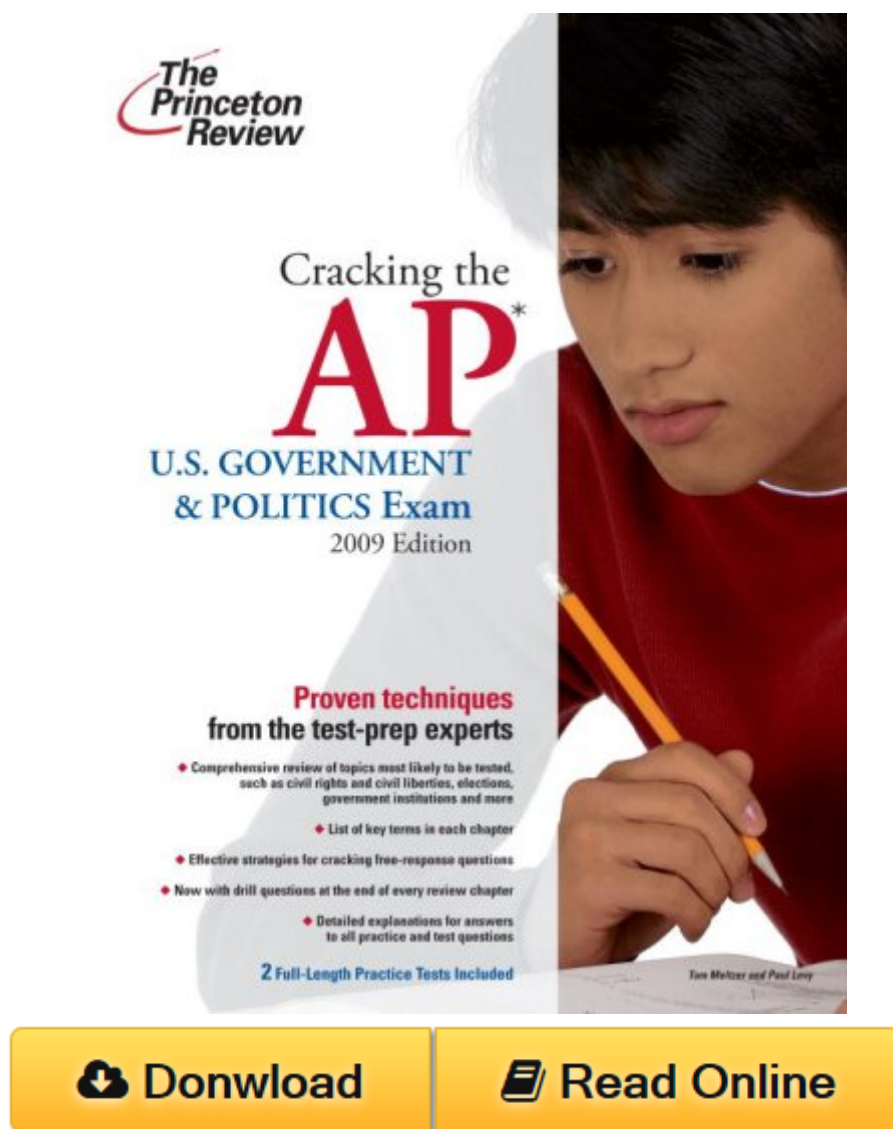 The
Princeton
Review
Cracking the
AP*
U.S. GOVERNMENT
& POLITICS Exam
2009 Edition
Proven techniques
from the test-prep experts
◆ Comprehensive review of topics most likely to be tested,
such as civil rights and civil liberties, elections,
government institutions and more
◆ List of key terms in each chapter
◆ Effective strategies for cracking free-response questions
◆ Now with drill questions at the end of every review chapter
◆ Detailed explanations for answers
to all practice and test questions
2 Full-Length Practice Tests Included
Tom Meltzer and Paul Levy
Donwload
Read Online